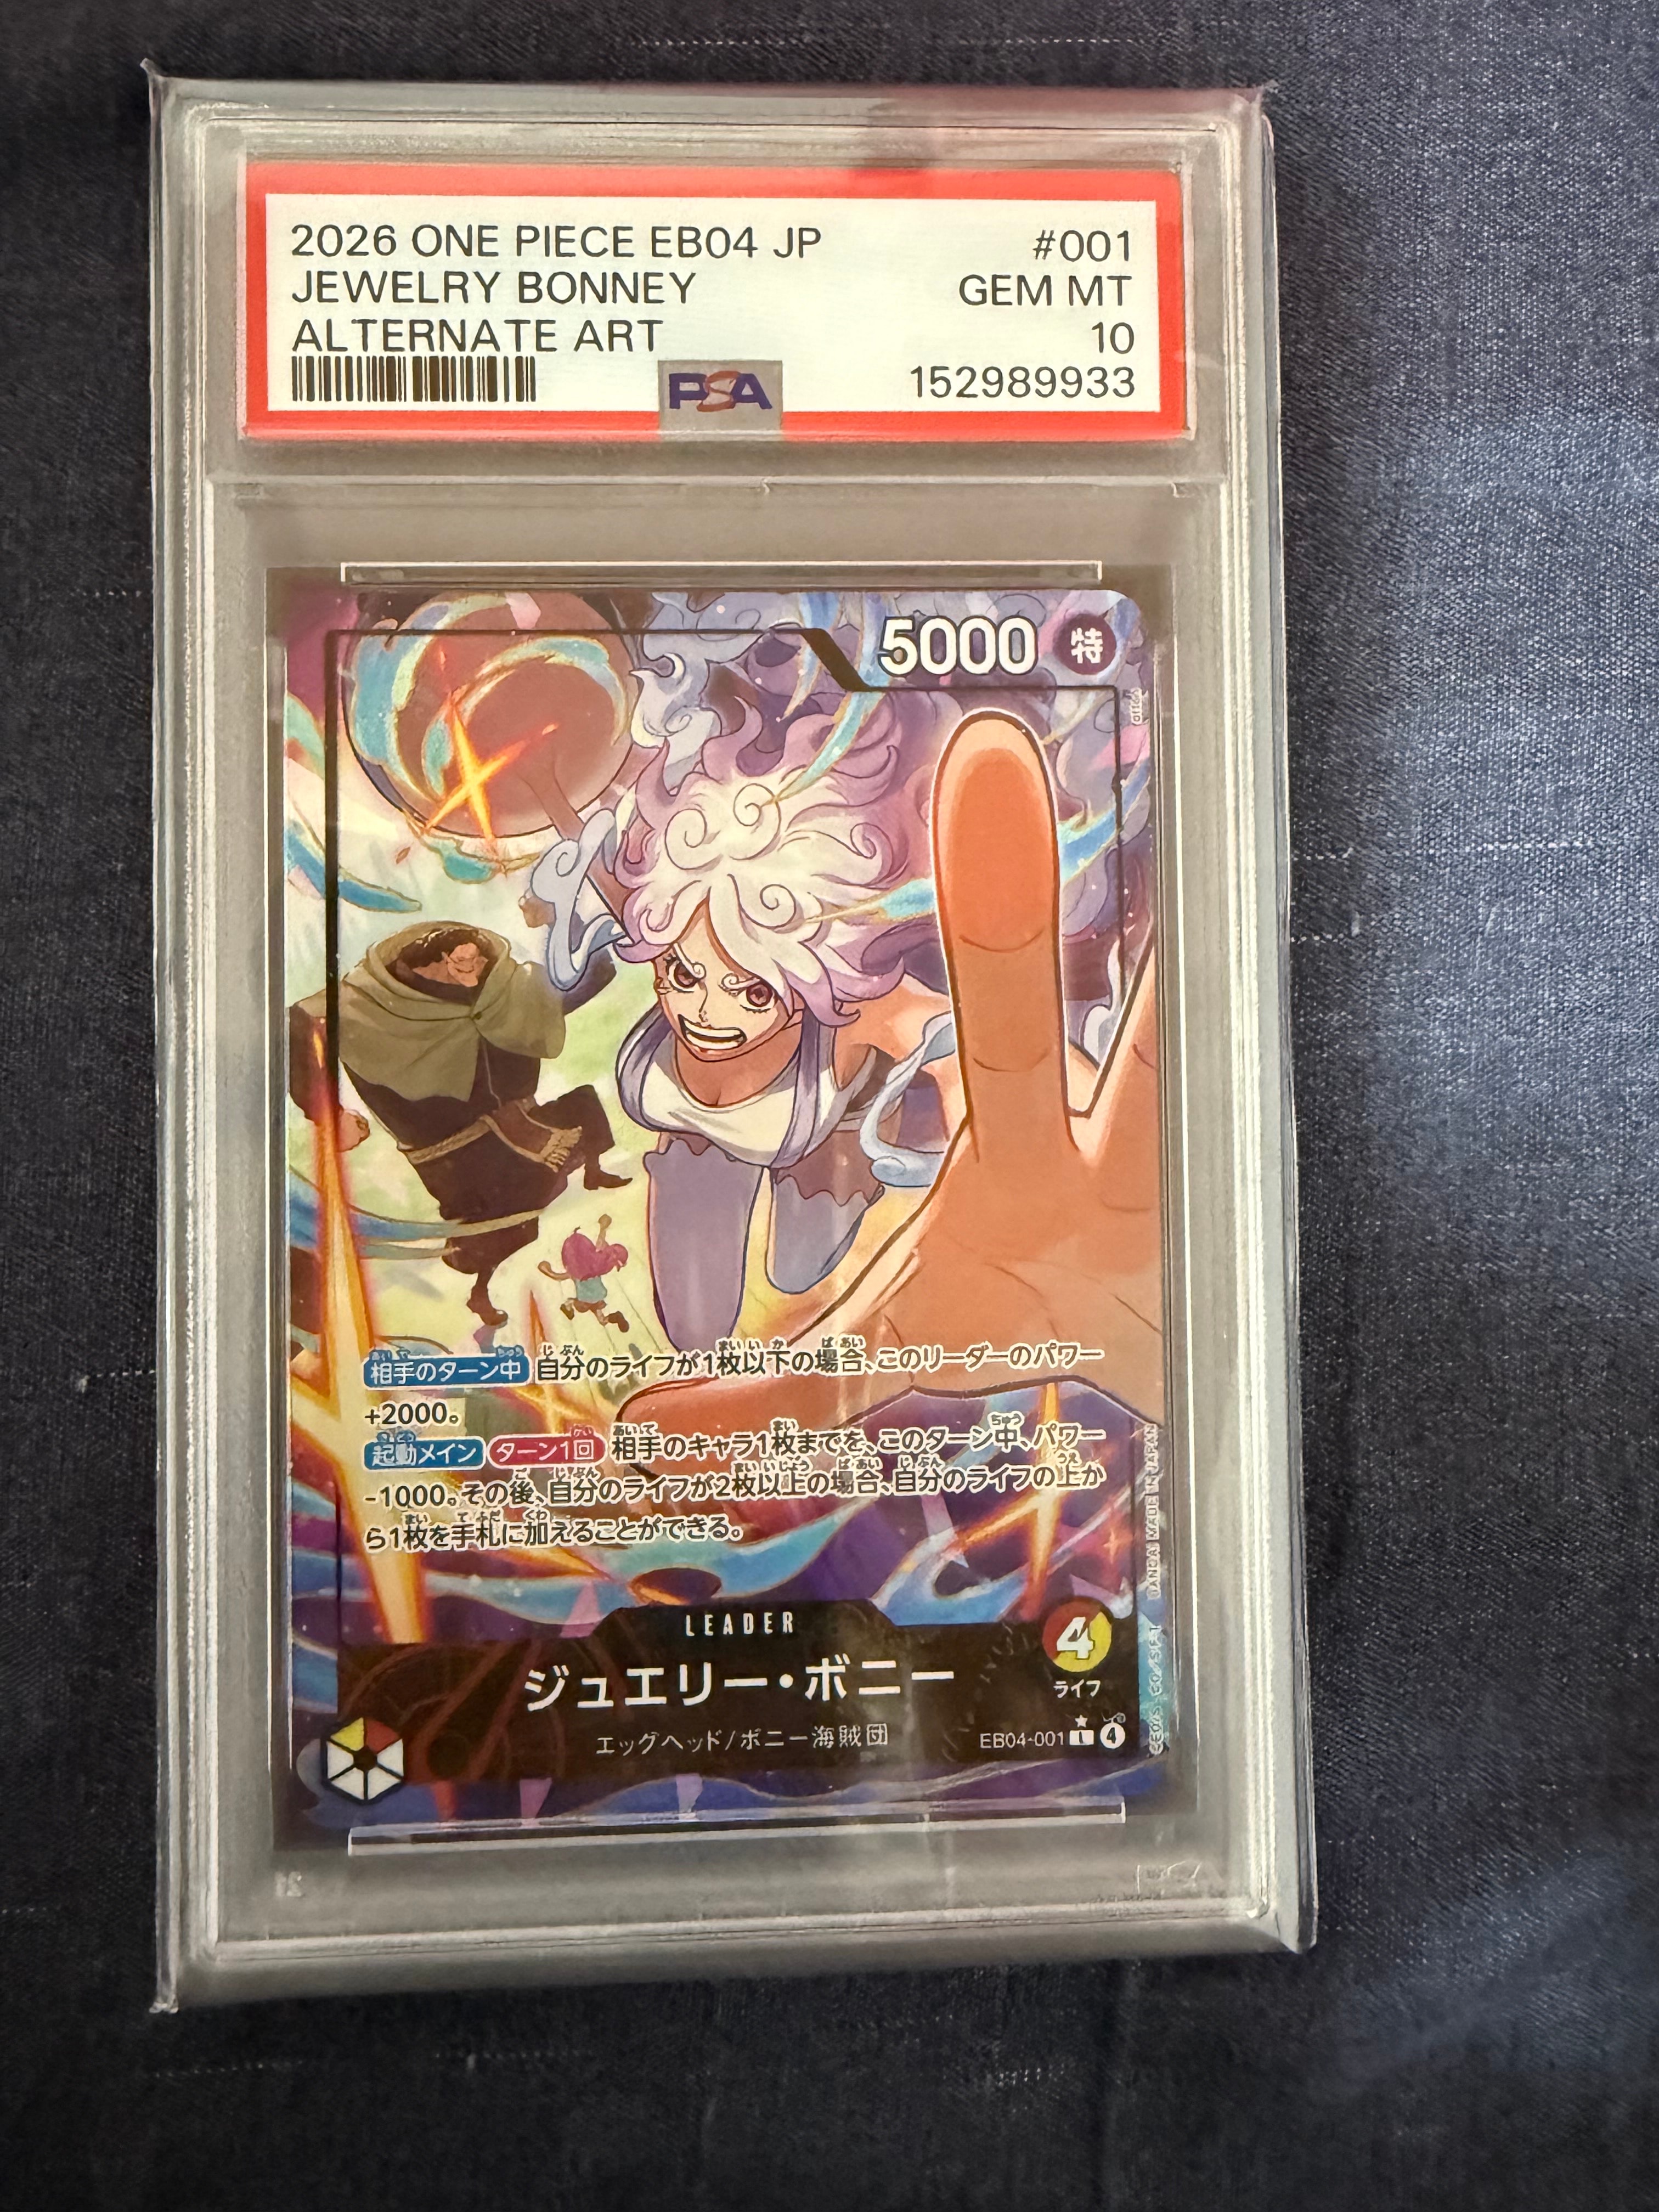 2026 ONE PIECE EB04 JP #001
JEWELRY BONNEY GEM MT
ALTERNATE ART 10
PSA 152989933
5000 特
相手のターン中 自分のライフが1枚以下の場合、このリーダーのパワー
+2000。
起動メイン ターン1回 相手のキャラ1枚までを、このターン中、パワー
-1000。その後、自分のライフが2枚以上の場合、自分のライフの上か
ら1枚を手札に加えることができる。
LEADER
4
ライフ
ジュエリー・ボニー
エッグヘッド/ボニー海賊団
EB04-001 L 4
BANDAI MADE IN JAPAN